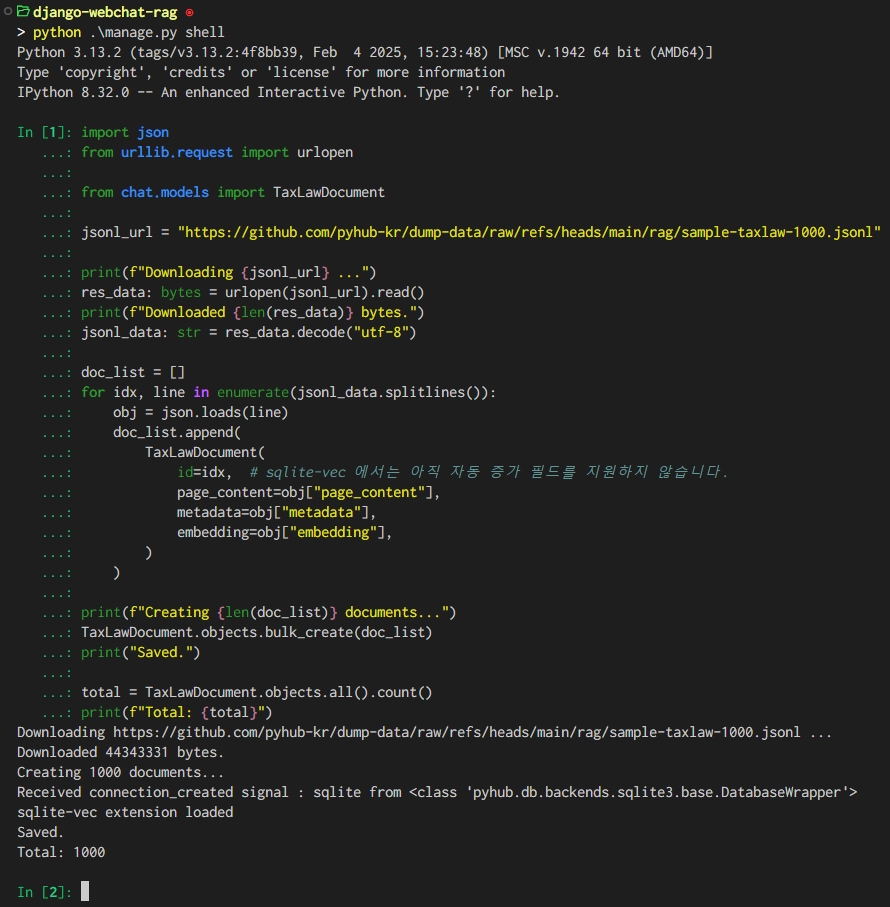 django-webchat-rag
> python .\manage.py shell
Python 3.13.2 (tags/v3.13.2:4f8bb39, Feb  4 2025, 15:23:48) [MSC v.1942 64 bit (AMD64)]
Type 'copyright', 'credits' or 'license' for more information
IPython 8.32.0 -- An enhanced Interactive Python. Type '?' for help.

In [1]: import json
   ...: from urllib.request import urlopen
   ...:
   ...: from chat.models import TaxLawDocument
   ...:
   ...: jsonl_url = "https://github.com/pyhub-kr/dump-data/raw/refs/heads/main/rag/sample-taxlaw-1000.jsonl"
   ...:
   ...: print(f"Downloading {jsonl_url} ...")
   ...: res_data: bytes = urlopen(jsonl_url).read()
   ...: print(f"Downloaded {len(res_data)} bytes.")
   ...: jsonl_data: str = res_data.decode("utf-8")
   ...:
   ...: doc_list = []
   ...: for idx, line in enumerate(jsonl_data.splitlines()):
   ...:     obj = json.loads(line)
   ...:     doc_list.append(
   ...:         TaxLawDocument(
   ...:             id=idx,  # sqlite-vec 에서는 아직 자동 증가 필드를 지원하지 않습니다.
   ...:             page_content=obj["page_content"],
   ...:             metadata=obj["metadata"],
   ...:             embedding=obj["embedding"],
   ...:         )
   ...:     )
   ...:
   ...: print(f"Creating {len(doc_list)} documents...")
   ...: TaxLawDocument.objects.bulk_create(doc_list)
   ...: print("Saved.")
   ...:
   ...: total = TaxLawDocument.objects.all().count()
   ...: print(f"Total: {total}")
Downloading https://github.com/pyhub-kr/dump-data/raw/refs/heads/main/rag/sample-taxlaw-1000.jsonl ...
Downloaded 44343331 bytes.
Creating 1000 documents...
Received connection_created signal : sqlite from <class 'pyhub.db.backends.sqlite3.base.DatabaseWrapper'>
sqlite-vec extension loaded
Saved.
Total: 1000

In [2]: